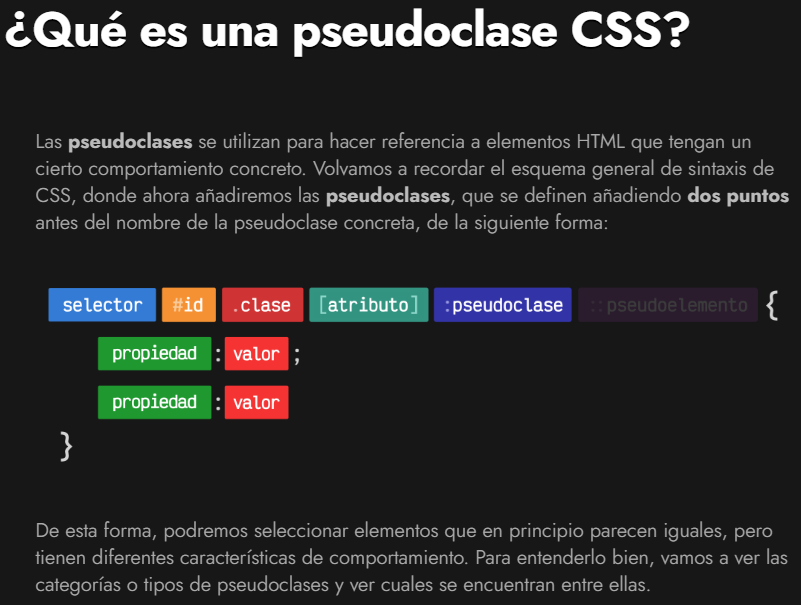 ¿Qué es una pseudoclase CSS?
Las pseudoclases se utilizan para hacer referencia a elementos HTML que tengan un
cierto comportamiento concreto. Volvamos a recordar el esquema general de sintaxis de
CSS, donde ahora añadiremos las pseudoclases, que se definen añadiendo dos puntos
antes del nombre de la pseudoclase concreta, de la siguiente forma:
selector #id .clase [atributo] :pseudoclase ::pseudoelemento {
propiedad : valor ;
propiedad : valor
}
De esta forma, podremos seleccionar elementos que en principio parecen iguales, pero
tienen diferentes características de comportamiento. Para entenderlo bien, vamos a ver las
categorías o tipos de pseudoclases y ver cuales se encuentran entre ellas.